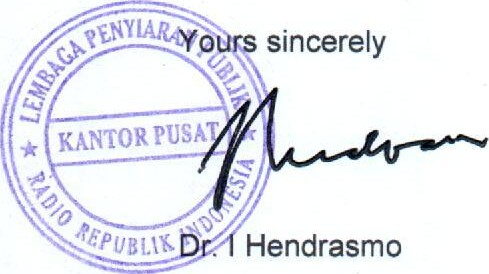 Yours sincerely
LEMBAGA PENYIARAN PUBLIK
KANTOR PUSAT
RADIO REPUBLIK INDONESIA
Dr. I Hendrasmo